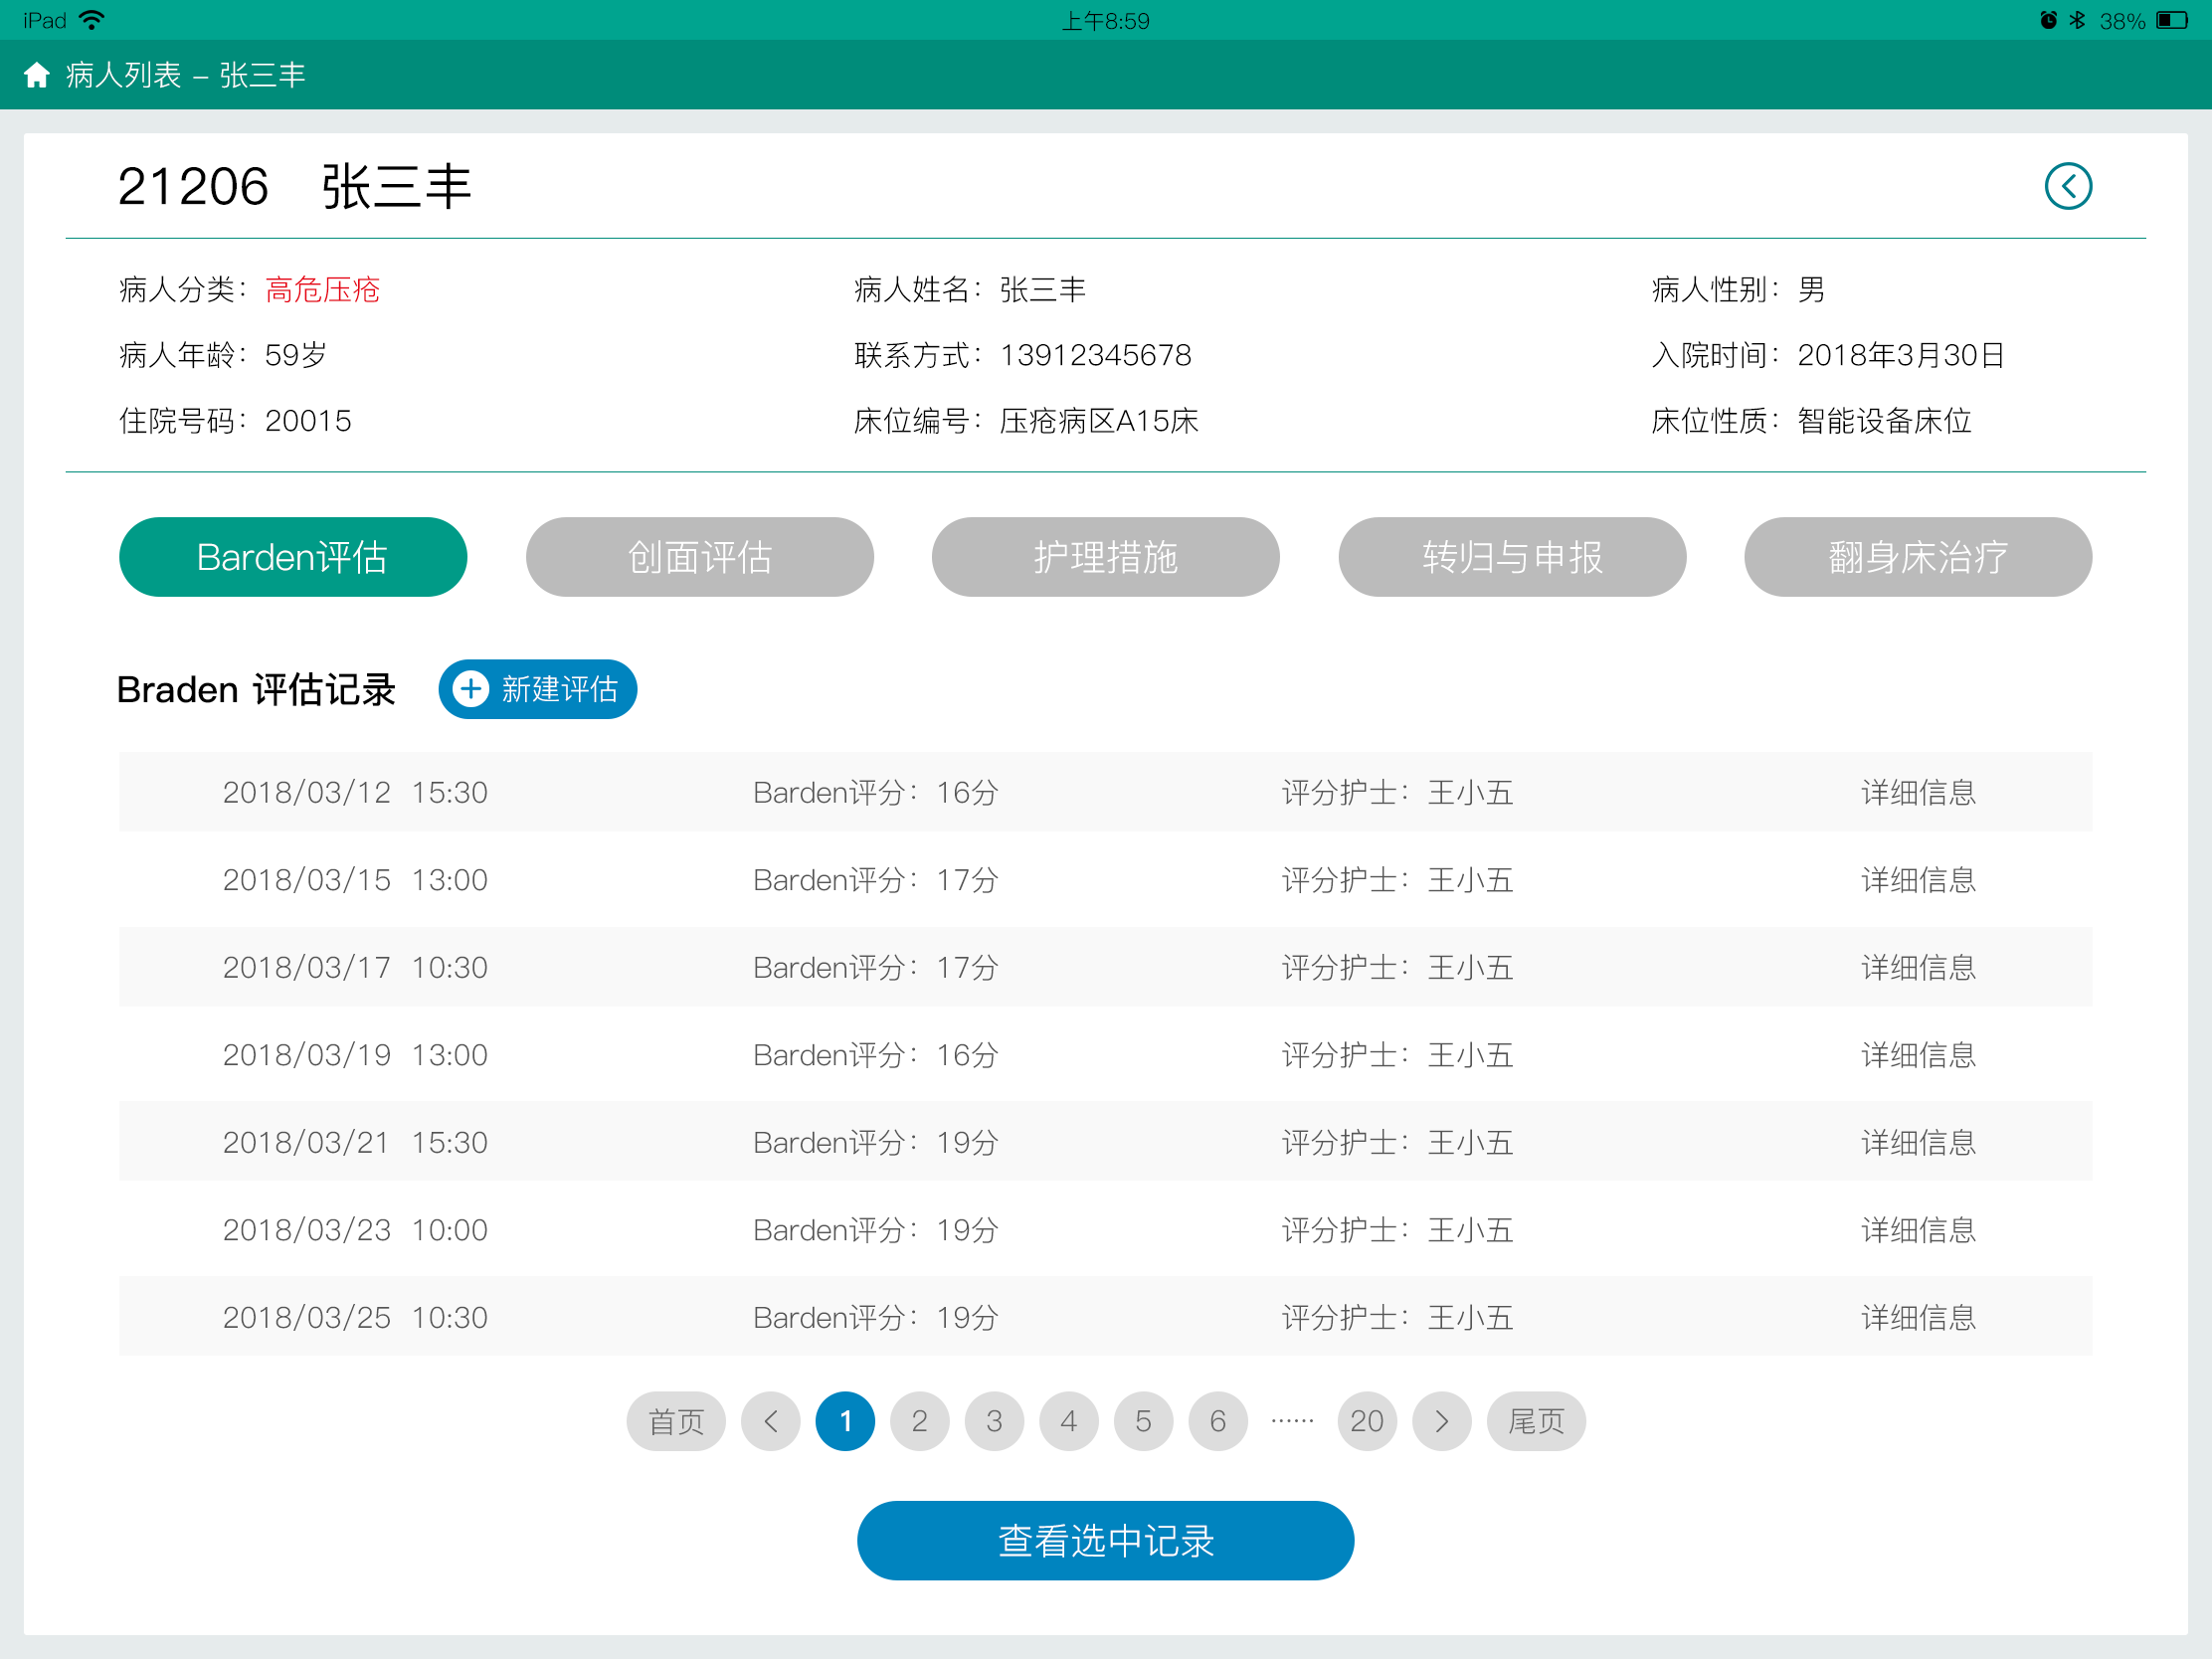 iPad 上午8:59 38%
病人列表 – 张三丰
21206 张三丰
病人分类：高危压疮 病人姓名：张三丰 病人性别：男
病人年龄：59岁 联系方式：13912345678 入院时间：2018年3月30日
住院号码：20015 床位编号：压疮病区A15床 床位性质：智能设备床位
Barden评估 创面评估 护理措施 转归与申报 翻身床治疗
Braden 评估记录 新建评估
2018/03/12 15:30 Barden评分：16分 评分护士：王小五 详细信息
2018/03/15 13:00 Barden评分：17分 评分护士：王小五 详细信息
2018/03/17 10:30 Barden评分：17分 评分护士：王小五 详细信息
2018/03/19 13:00 Barden评分：16分 评分护士：王小五 详细信息
2018/03/21 15:30 Barden评分：19分 评分护士：王小五 详细信息
2018/03/23 10:00 Barden评分：19分 评分护士：王小五 详细信息
2018/03/25 10:30 Barden评分：19分 评分护士：王小五 详细信息
首页 < 1 2 3 4 5 6 ······ 20 > 尾页
查看选中记录